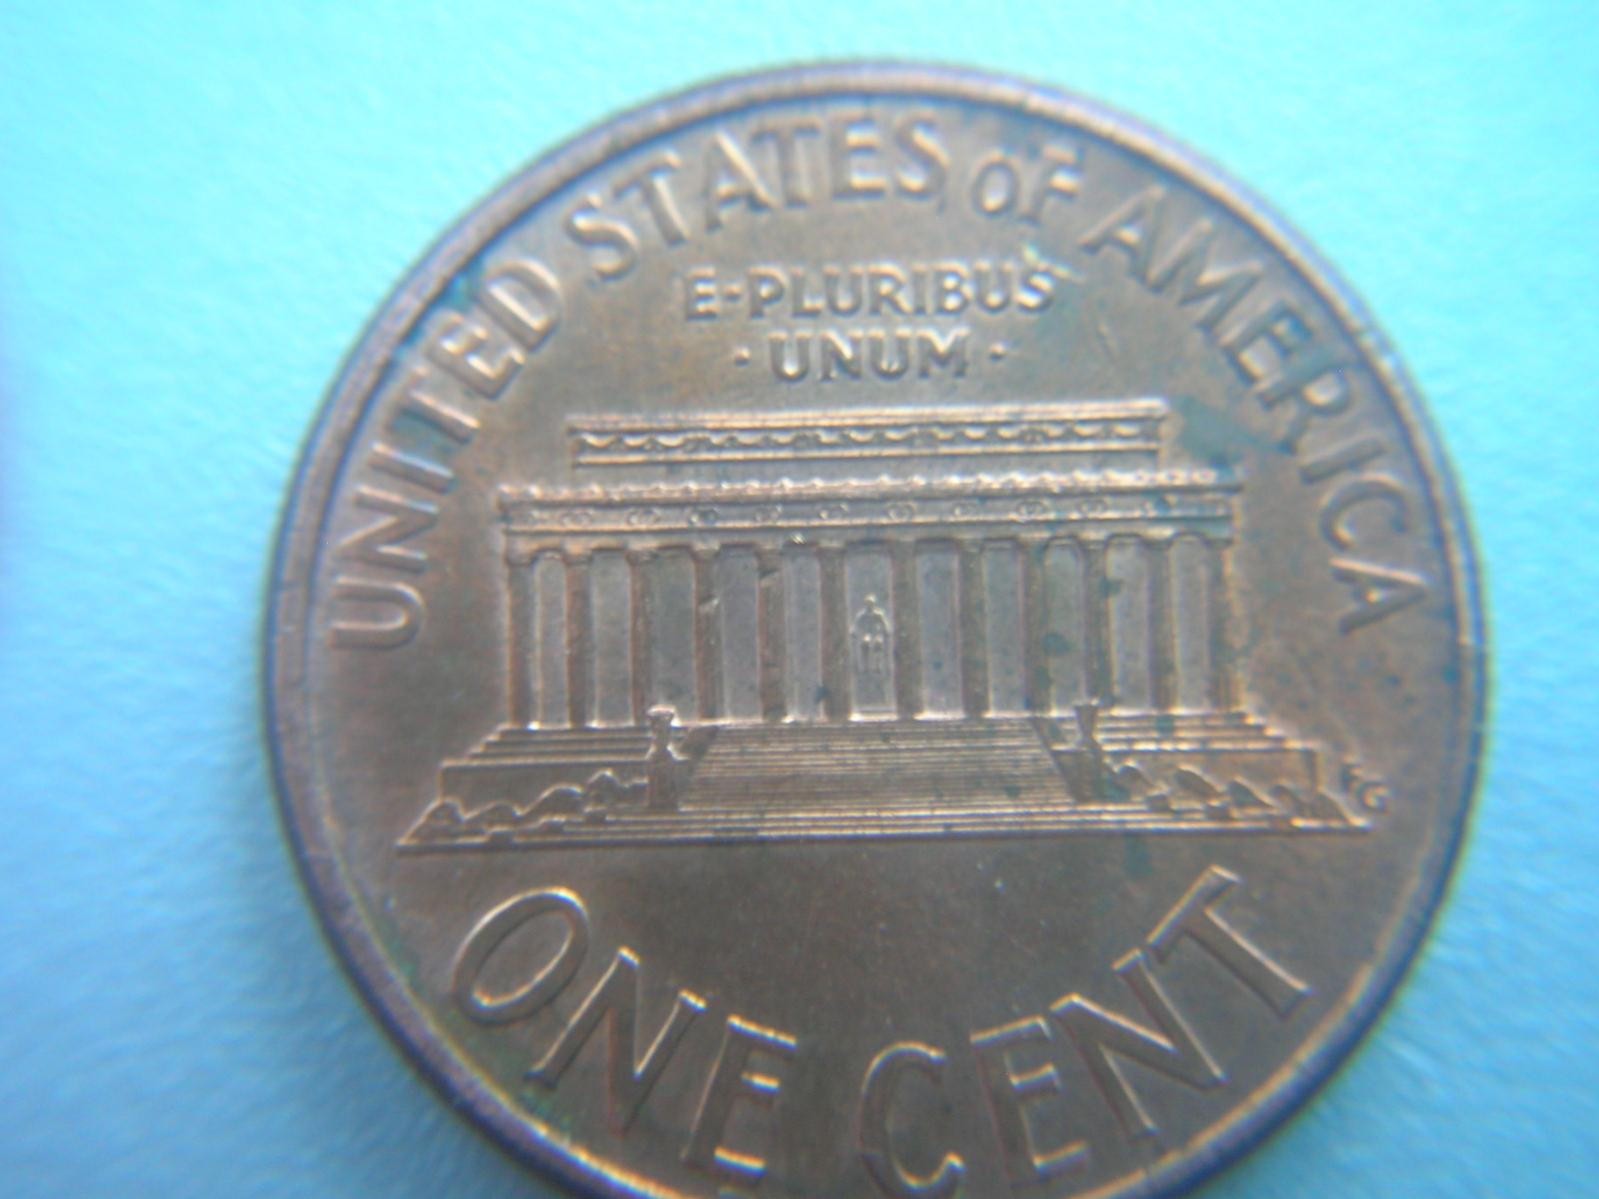 UNITED STATES OF AMERICA
E·PLURIBUS
· UNUM ·
FG
ONE CENT